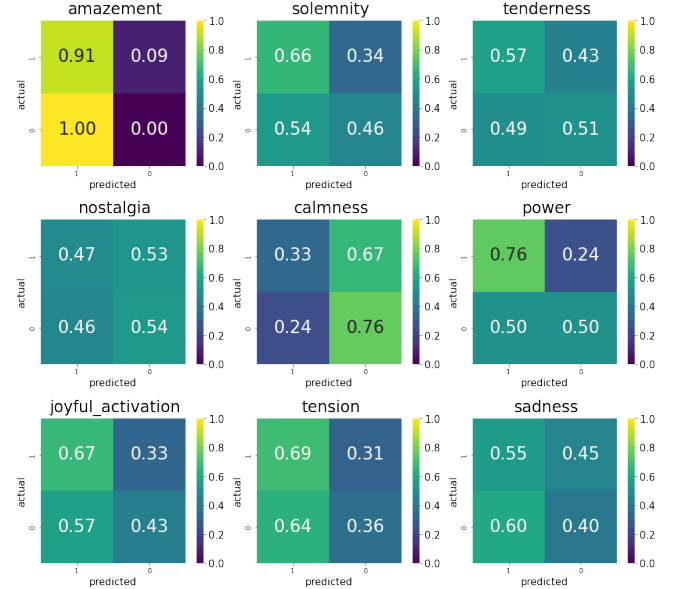 amazement solemnity tenderness
1.0 1.0 1.0
1 0.91 0.09 1 0.66 0.34 1 0.57 0.43
0.8 0.8 0.8
actual 0.6 actual 0.6 actual 0.6
0.4 0.4 0.4
0 1.00 0.00 0 0.54 0.46 0 0.49 0.51
0.2 0.2 0.2
0.0 0.0 0.0
1 0 1 0 1 0
predicted predicted predicted
nostalgia calmness power
1.0 1.0 1.0
1 0.47 0.53 1 0.33 0.67 1 0.76 0.24
0.8 0.8 0.8
actual 0.6 actual 0.6 actual 0.6
0.4 0.4 0.4
0 0.46 0.54 0 0.24 0.76 0 0.50 0.50
0.2 0.2 0.2
0.0 0.0 0.0
1 0 1 0 1 0
predicted predicted predicted
joyful_activation tension sadness
1.0 1.0 1.0
1 0.67 0.33 1 0.69 0.31 1 0.55 0.45
0.8 0.8 0.8
actual 0.6 actual 0.6 actual 0.6
0.4 0.4 0.4
0 0.57 0.43 0 0.64 0.36 0 0.60 0.40
0.2 0.2 0.2
0.0 0.0 0.0
1 0 1 0 1 0
predicted predicted predicted